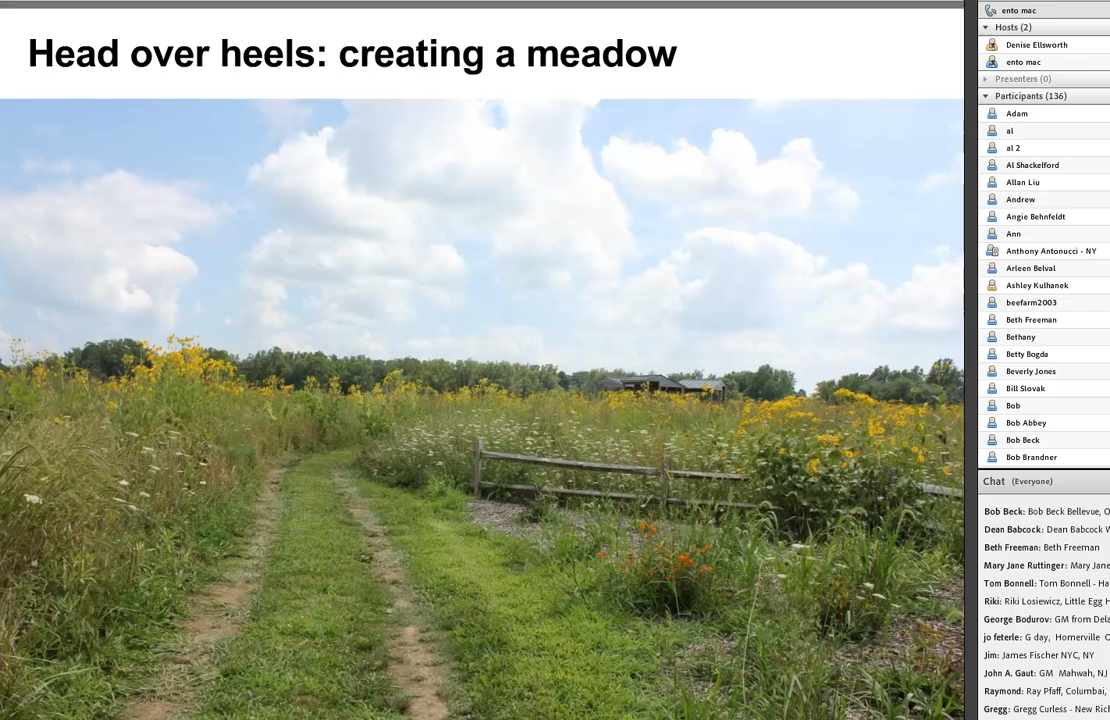 Head over heels: creating a meadow
ento mac
Hosts (2)
Denise Ellsworth
ento mac
Presenters (0)
Participants (136)
Adam
al
al 2
Al Shackelford
Allan Liu
Andrew
Angie Behnfeldt
Ann
Anthony Antonucci - NY
Arleen Belval
Ashley Kulhanek
beefarm2003
Beth Freeman
Bethany
Betty Bogda
Beverly Jones
Bill Slovak
Bob
Bob Abbey
Bob Beck
Bob Brandner
Chat (Everyone)
Bob Beck: Bob Beck Bellevue, O
Dean Babcock: Dean Babcock W
Beth Freeman: Beth Freeman
Mary Jane Ruttinger: Mary Jane
Tom Bonnell: Tom Bonnell - Ha
Riki: Riki Losiewicz, Little Egg H
George Bodurov: GM from Dela
jo feterle: G day, Homerville O
Jim: James Fischer NYC, NY
John A. Gaut: GM Mahwah, NJ
Raymond: Ray Pfaff, Columbai,
Gregg: Gregg Curless - New Rich